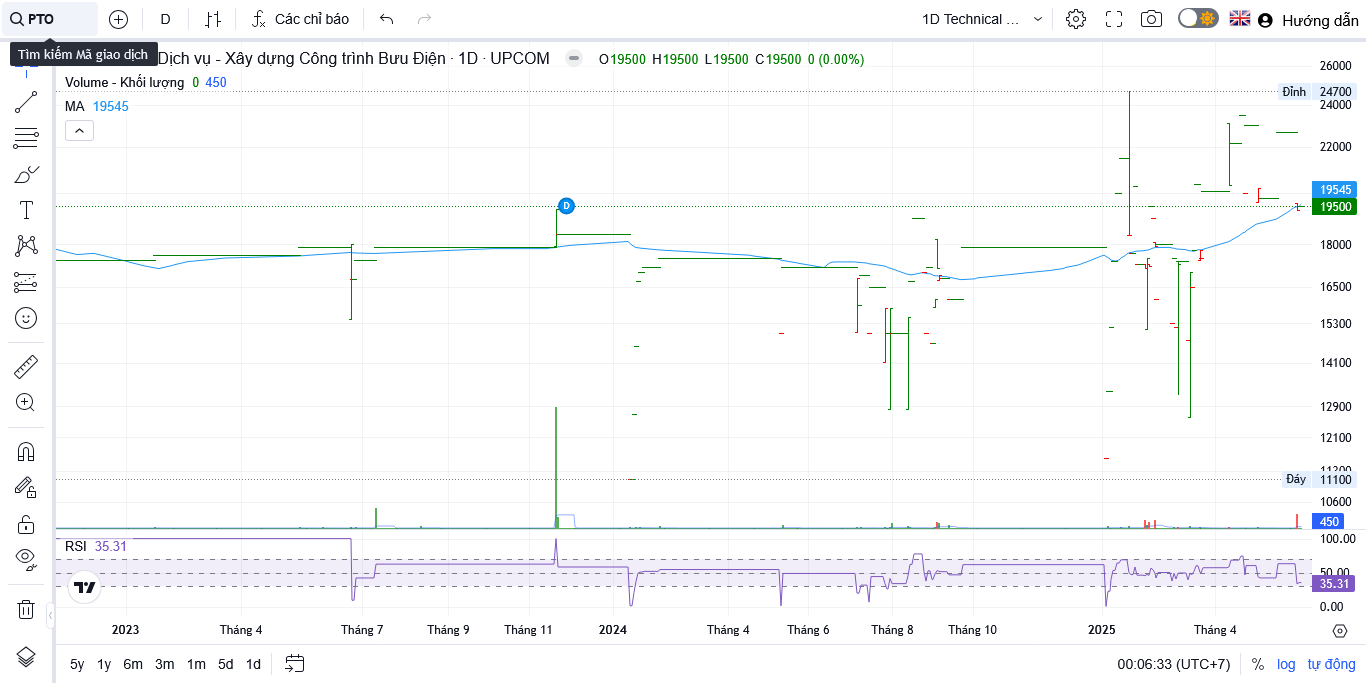 PTO D Các chỉ báo 1D Technical ... Hướng dẫn
Tìm kiếm Mã giao dịch Dịch vụ - Xây dựng Công trình Bưu Điện · 1D · UPCOM O19500 H19500 L19500 C19500 0 (0.00%)
Volume - Khối lượng 0 450
MA 19545
D
26000
Đỉnh 24700
24000
22000
19545
19500
18000
16500
15300
14100
12900
12100
11200
Đáy 11100
10600
450
RSI 35.31
100.00
50.00
35.31
0.00
2023 Tháng 4 Tháng 7 Tháng 9 Tháng 11 2024 Tháng 4 Tháng 6 Tháng 8 Tháng 10 2025 Tháng 4
5y 1y 6m 3m 1m 5d 1d 00:06:33 (UTC+7) % log tự động